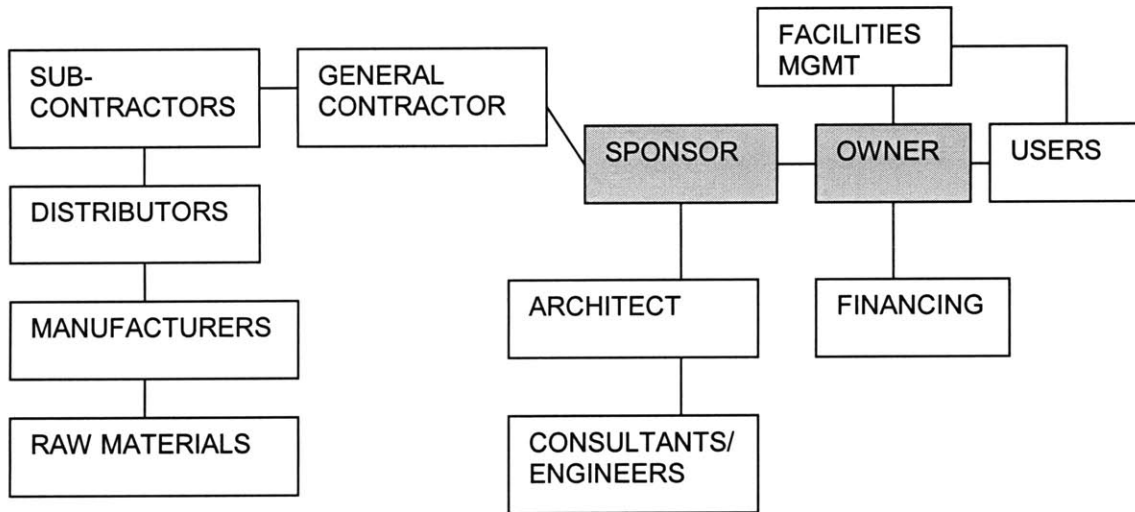 SUB-
CONTRACTORS
GENERAL
CONTRACTOR
FACILITIES
MGMT
SPONSOR
OWNER
USERS
DISTRIBUTORS
ARCHITECT
FINANCING
MANUFACTURERS
RAW MATERIALS
CONSULTANTS/
ENGINEERS